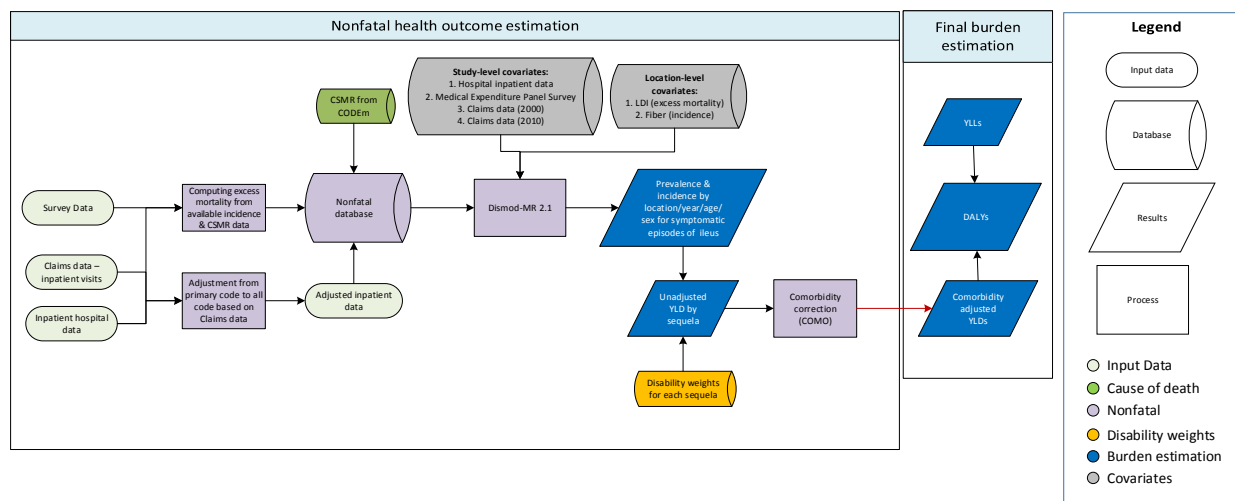 Nonfatal health outcome estimation
Final burden
estimation
Legend
Survey Data
Claims data –
inpatient visits
Inpatient hospital
data
Computing excess
mortality from
available incidence
& CSMR data
Adjustment from
primary code to all
code based on
Claims data
CSMR from
CODEm
Nonfatal
database
Adjusted inpatient
data
Study-level covariates:
1. Hospital inpatient data
2. Medical Expenditure Panel Survey
3. Claims data (2000)
4. Claims data (2010)
Location-level
covariates:
1. LDI (excess mortality)
2. Fiber (incidence)
Dismod-MR 2.1
Prevalence &
incidence by
location/year/age/
sex for symptomatic
episodes of ileus
Unadjusted
YLD by
sequela
Disability weights
for each sequela
Comorbidity
correction
(COMO)
YLLs
DALYs
Comorbidity
adjusted
YLDs
Input data
Database
Results
Process
Input Data
Cause of death
Nonfatal
Disability weights
Burden estimation
Covariates